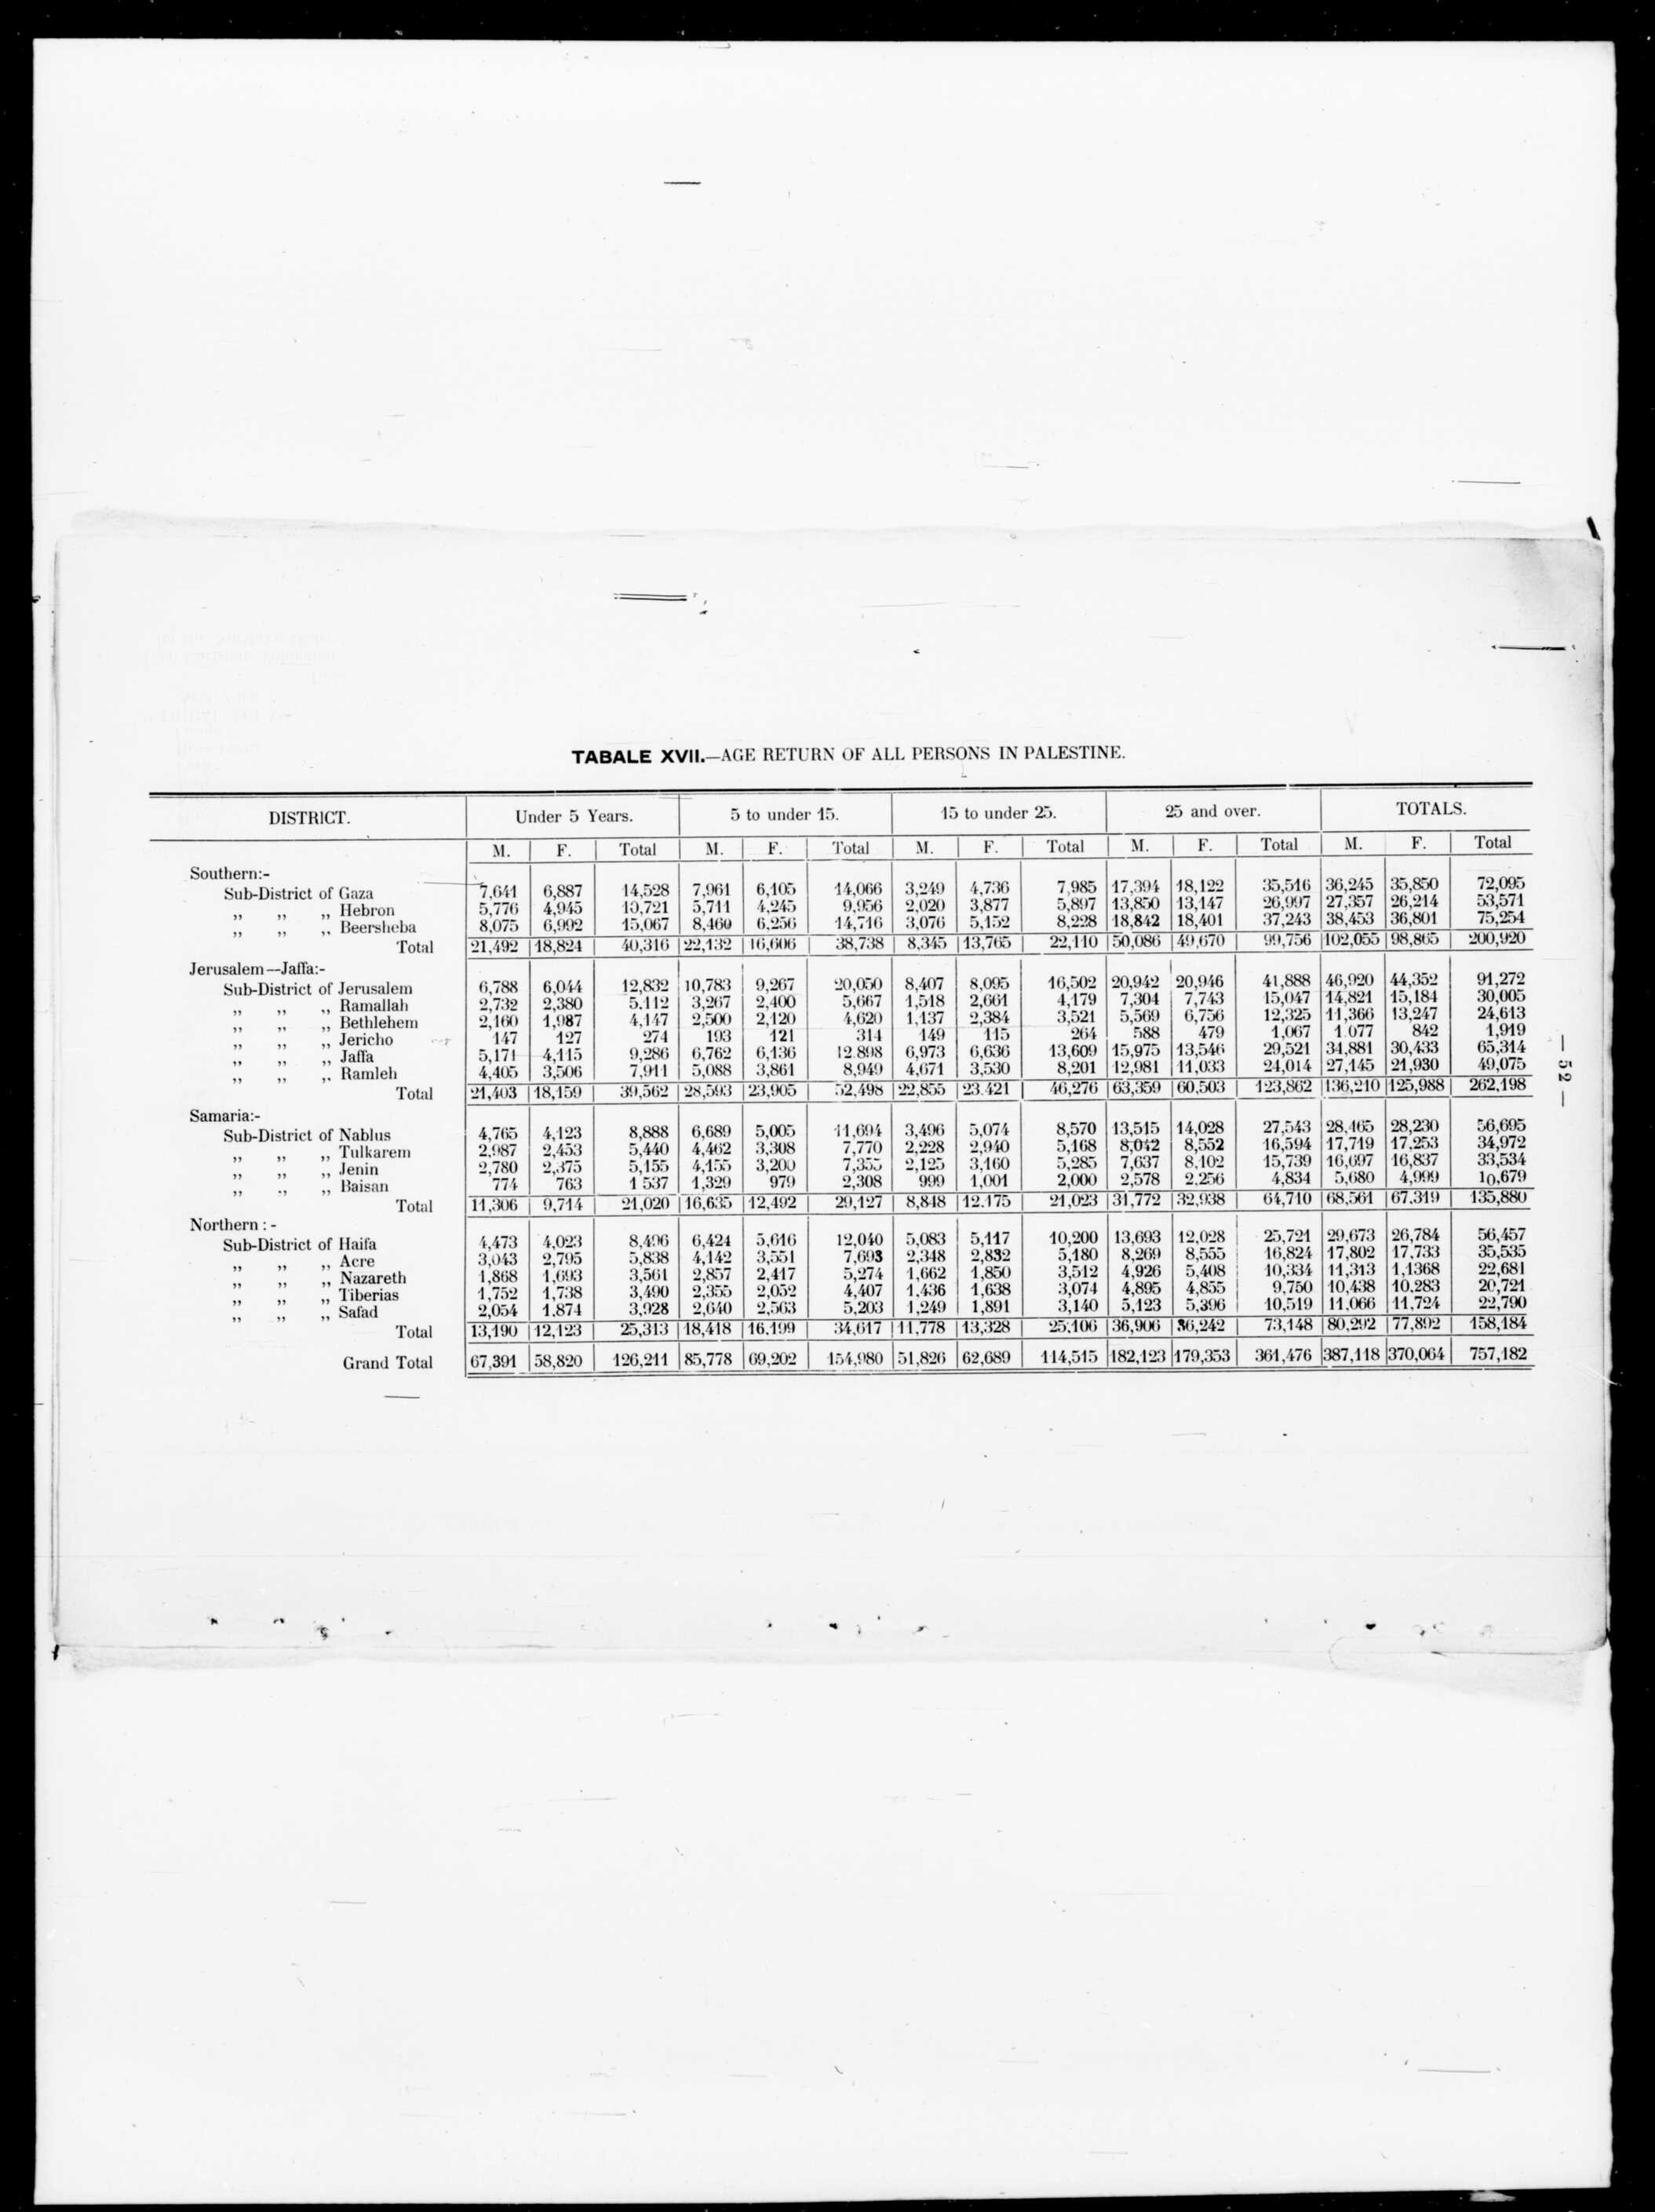 TABALE XVII.—AGE RETURN OF ALL PERSONS IN PALESTINE.
DISTRICT. Under 5 Years. 5 to under 15. 15 to under 25. 25 and over. TOTALS.
M. F. Total M. F. Total M. F. Total M. F. Total M. F. Total
Southern:-
Sub-District of Gaza 7,641 6,887 14,528 7,961 6,105 14,066 3,249 4,736 7,985 17,394 18,122 35,516 36,245 35,850 72,095
,, ,, ,, Hebron 5,776 4,945 10,721 5,711 4,245 9,956 2,020 3,877 5,897 13,850 13,147 26,997 27,357 26,214 53,571
,, ,, ,, Beersheba 8,075 6,992 15,067 8,460 6,256 14,716 3,076 5,152 8,228 18,842 18,401 37,243 38,453 36,801 75,254
Total 21,492 18,824 40,316 22,132 16,606 38,738 8,345 13,765 22,110 50,086 49,670 99,756 102,055 98,865 200,920
Jerusalem—Jaffa:-
Sub-District of Jerusalem 6,788 6,044 12,832 10,783 9,267 20,050 8,407 8,095 16,502 20,942 20,946 41,888 46,920 44,352 91,272
,, ,, ,, Ramallah 2,732 2,380 5.112 3,267 2,400 5,667 1,518 2,661 4,179 7,304 7,743 15,047 14,821 15,184 30,005
,, ,, ,, Bethlehem 2,160 1,987 4,147 2,500 2,120 4,620 1,137 2,384 3,521 5,569 6,756 12,325 11,366 13,247 24,613
,, ,, ,, Jericho 147 127 274 193 121 314 149 115 264 588 479 1,067 1.077 842 1,919
,, ,, ,, Jaffa 5,171 4,115 9,286 6,762 6,136 12.898 6,973 6,636 13,609 15,975 13,546 29,521 34,881 30,433 65,314
,, ,, ,, Ramleh 4,405 3,506 7,911 5,088 3,861 8,949 4,671 3,530 8,201 12,981 11,033 24,014 27,145 21,930 49,075
Total 21,403 18,159 39,562 28,593 23,905 52,498 22,855 23.421 46,276 63,359 60,503 123,862 136,210 125,988 262,198
Samaria:-
Sub-District of Nablus 4,765 4,123 8,888 6,689 5,005 11,694 3,496 5,074 8,570 13,515 14,028 27,543 28,465 28,230 56,695
,, ,, ,, Tulkarem 2,987 2,453 5,440 4,462 3,308 7,770 2,228 2,940 5,168 8,042 8,552 16,594 17,719 17.253 34,972
,, ,, ,, Jenin 2,780 2,375 5,155 4,155 3,200 7,355 2,125 3,160 5,285 7,637 8,102 15,739 16,697 16,837 33,534
,, ,, ,, Baisan 774 763 1 537 1,329 979 2,308 999 1,001 2,000 2,578 2,256 4,834 5,680 4,999 10,679
Total 11,306 9,714 21,020 16,635 12,492 29,127 8,848 12.175 21,023 31,772 32,938 64,710 68,561 67,319 135,880
Northern : -
Sub-District of Haifa 4,473 4,023 8,496 6,424 5,616 12,040 5,083 5,117 10,200 13,693 12,028 25,721 29,673 26,784 56,457
,, ,, ,, Acre 3,043 2,795 5,838 4,142 3,551 7,693 2,348 2,832 5,180 8,269 8,555 16,824 17,802 17,733 35,535
,, ,, ,, Nazareth 1,868 1,693 3,561 2,857 2,417 5,274 1,662 1,850 3,512 4,926 5,408 10,334 11,313 1,1368 22,681
,, ,, ,, Tiberias 1,752 1,738 3,490 2,355 2,052 4,407 1,436 1,638 3,074 4,895 4,855 9,750 10,438 10,283 20,721
,, ,, ,, Safad 2,054 1.874 3,928 2,640 2,563 5,203 1,249 1,891 3,140 5,123 5,396 10,519 11,066 11,724 22,790
Total 13,190 12,123 25,313 18,418 16,199 34,617 11,778 13,328 25,106 36,906 36,242 73,148 80,292 77,892 158,184
Grand Total 67,391 58,820 126,211 85,778 69,202 154,980 51,826 62,689 114,515 182,123 179,353 361,476 387,118 370,064 757,182
— 52 —